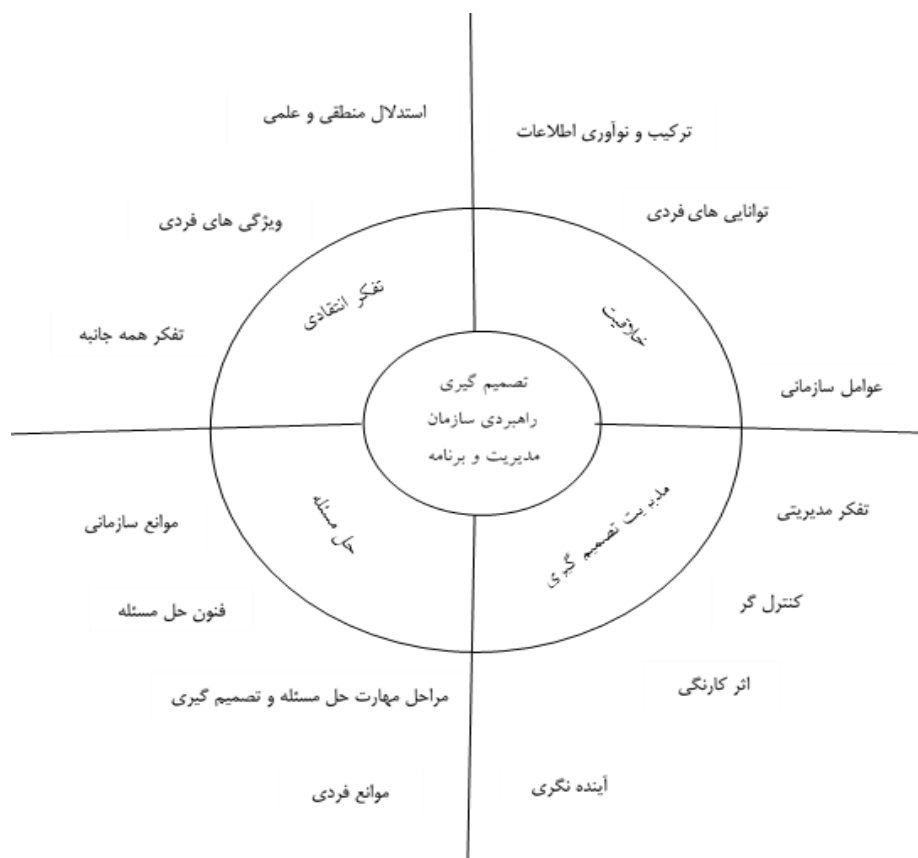 استدلال منطقی و علمی
ترکیب و نوآوری اطلاعات
توانایی های فردی
ویژگی های فردی
تفکر انتقادی
خلاقیت
تفکر همه جانبه
عوامل سازمانی
تصمیم گیری
راهبردی سازمان
مدیریت و برنامه
حل مسئله
مدیریت تصمیم گیری
تفکر مدیریتی
موانع سازمانی
کنترل گر
فنون حل مسئله
اثر کارنگی
مراحل مهارت حل مسئله و تصمیم گیری
آینده نگری
موانع فردی